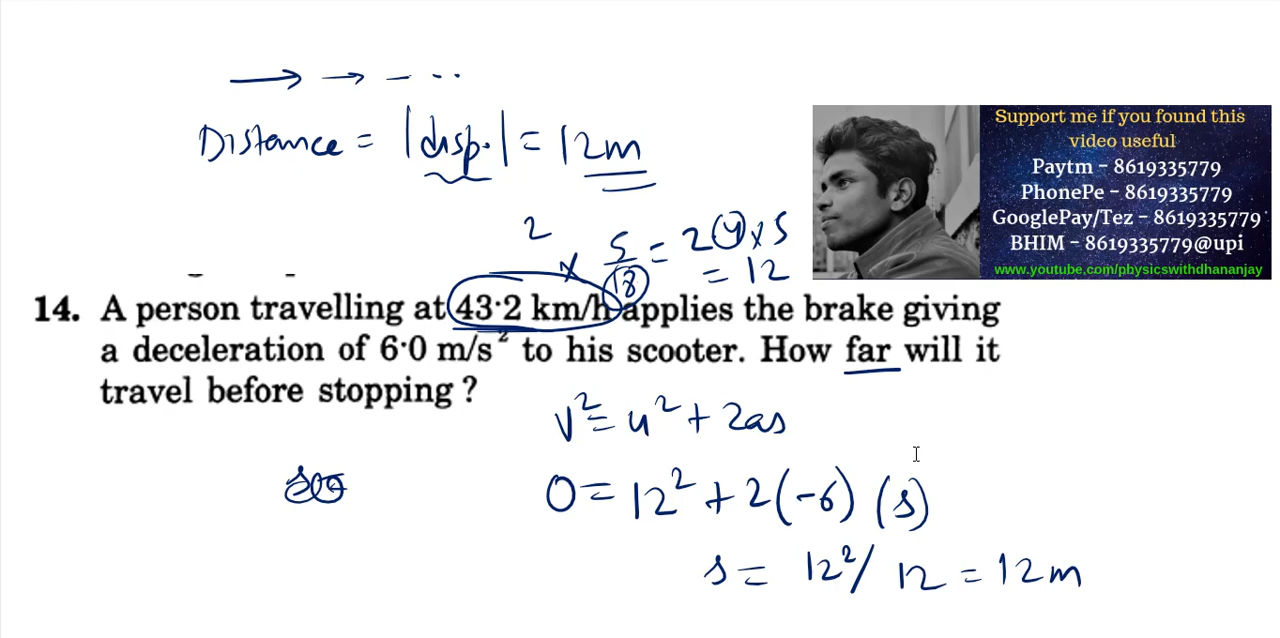 Distance = |disp.| = 12m
Support me if you found this
video useful
Paytm - 8619335779
PhonePe - 8619335779
GooglePay/Tez - 8619335779
BHIM - 8619335779@upi
www.youtube.com/physicswithdhananjay
2
× 5/18 = 2(4)×5
= 12
14. A person travelling at 43·2 km/h applies the brake giving
a deceleration of 6·0 m/s² to his scooter. How far will it
travel before stopping ?
v² = u² + 2as
0 = 12² + 2(-6) (s)
s = 12²/ 12 = 12m